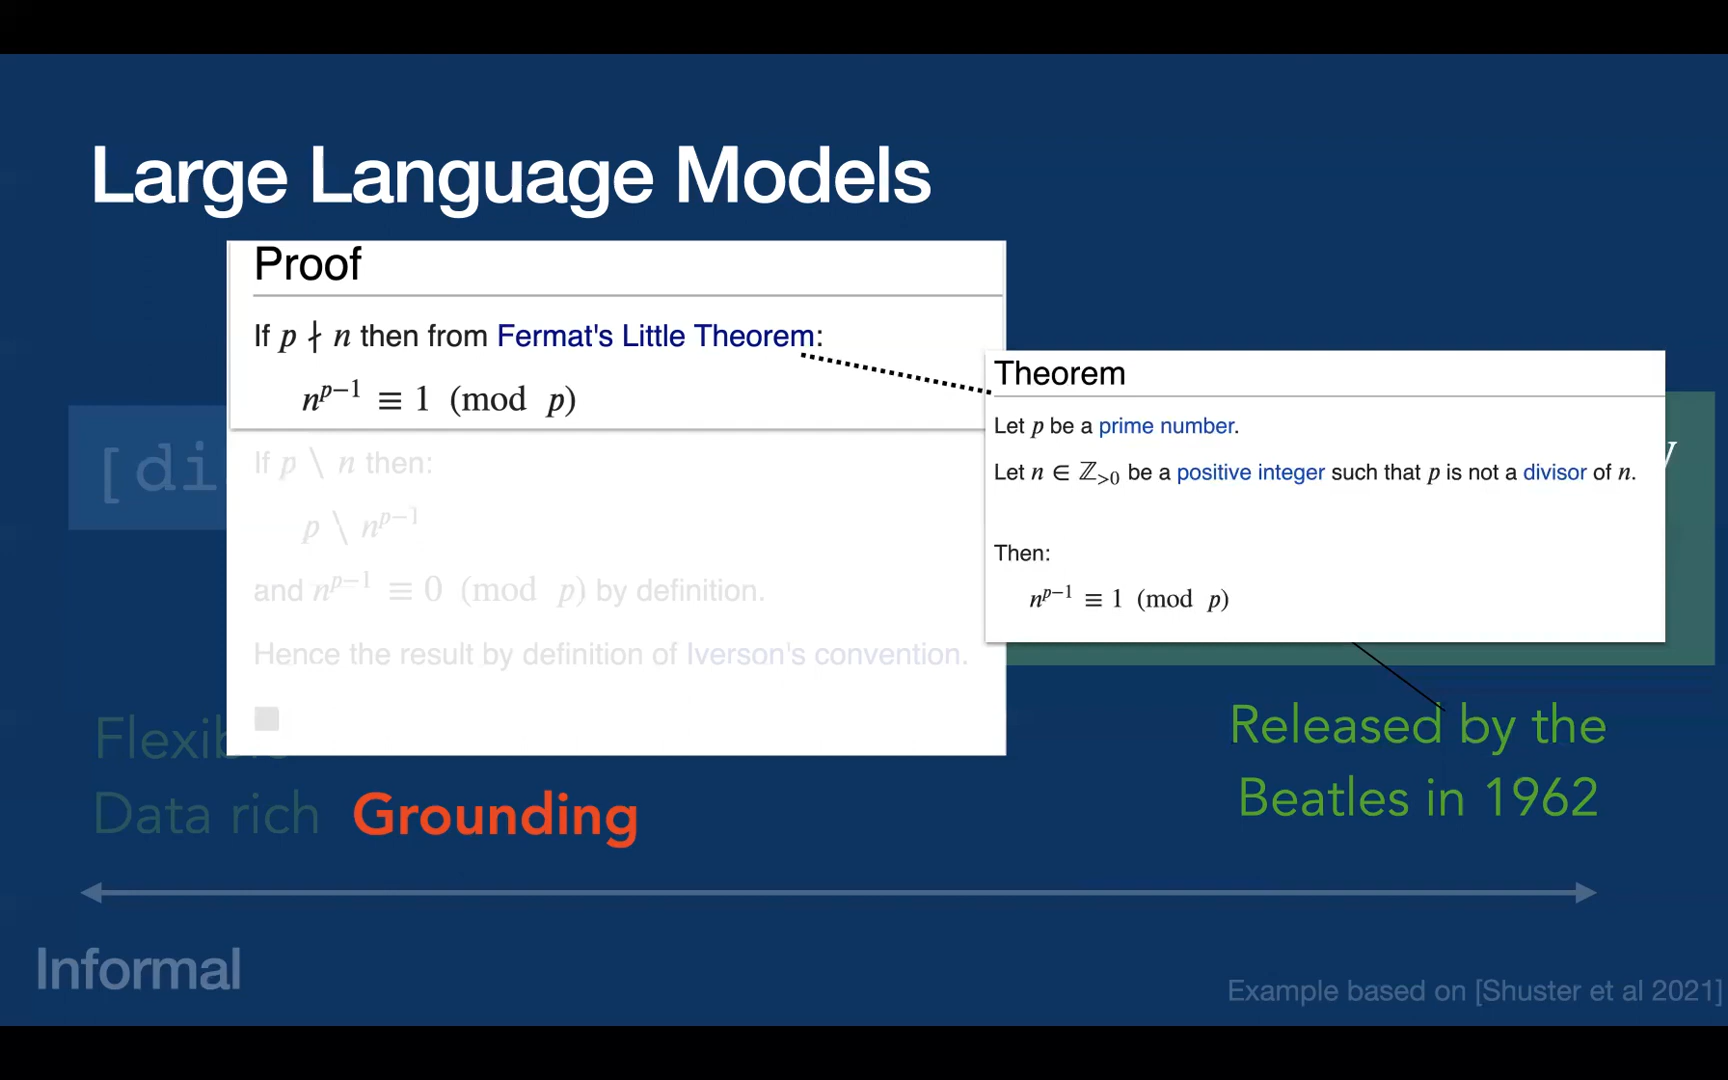 Large Language Models
Proof
If p ∤ n then from Fermat's Little Theorem:
n^{p−1} ≡ 1 (mod p)
If p \ n then:
p \ n^{p−1}
and n^{p−1} ≡ 0 (mod p) by definition.
Hence the result by definition of Iverson's convention.
Theorem
Let p be a prime number.
Let n ∈ ℤ_{>0} be a positive integer such that p is not a divisor of n.
Then:
n^{p−1} ≡ 1 (mod p)
Data rich
Grounding
Released by the
Beatles in 1962
Informal
Example based on [Shuster et al 2021]